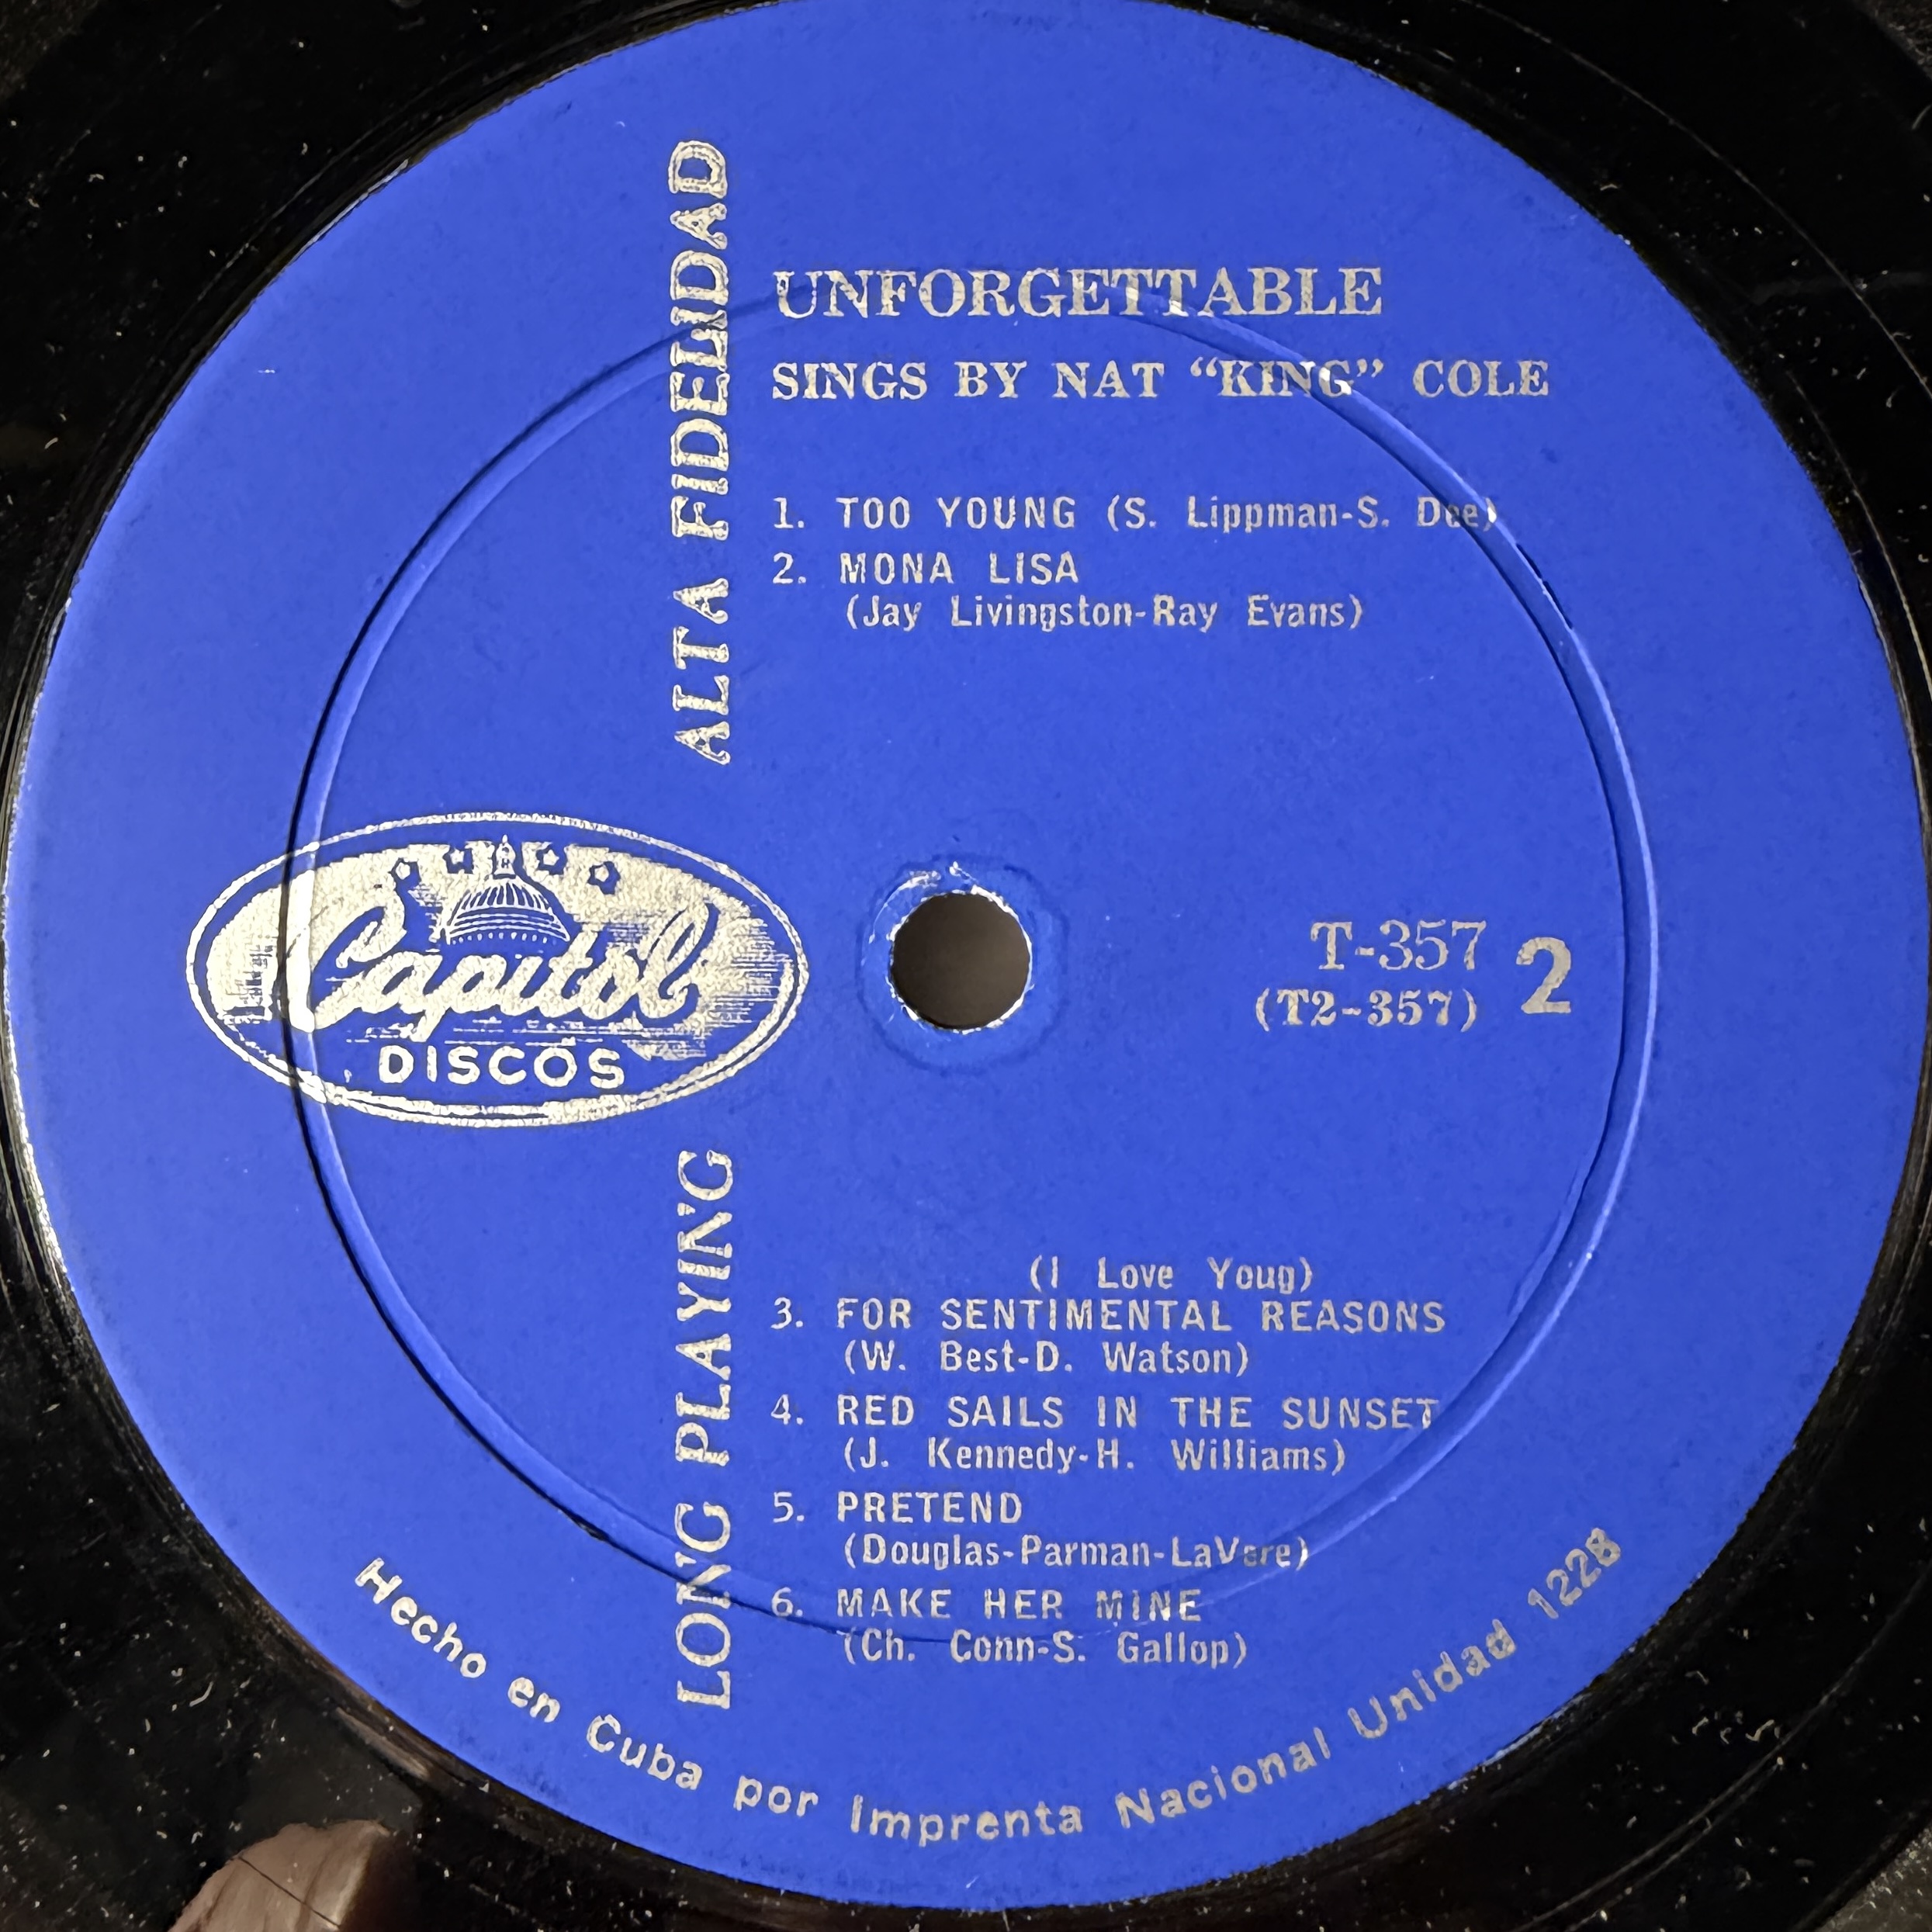 ALTA FIDELIDAD
UNFORGETTABLE
SINGS BY NAT “KING” COLE
1. TOO YOUNG (S. Lippman-S. Dee)
2. MONA LISA
(Jay Livingston-Ray Evans)
Capitol
DISCOS
T-357
(T2-357)
2
LONG PLAYING
(I Love Youg)
3. FOR SENTIMENTAL REASONS
(W. Best-D. Watson)
4. RED SAILS IN THE SUNSET
(J. Kennedy-H. Williams)
5. PRETEND
(Douglas-Parman-LaVere)
6. MAKE HER MINE
(Ch. Conn-S. Gallop)
Hecho en Cuba por Imprenta Nacional Unidad 1228